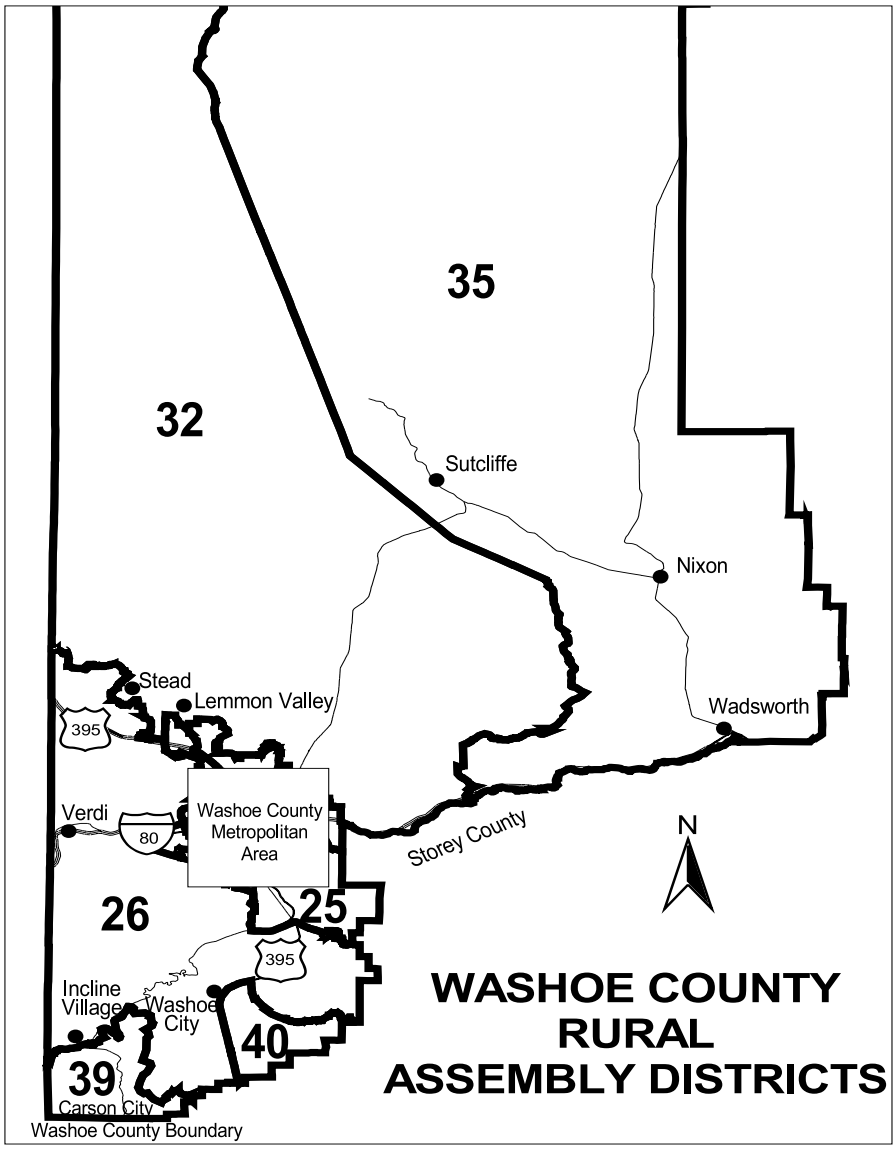 35
32
Sutcliffe
Nixon
Stead
Lemmon Valley
Wadsworth
395
Verdi
80
Washoe County
Metropolitan
Area
Storey County
N
26
25
395
Incline
Village
Washoe
City
40
39
Carson City
Washoe County Boundary
WASHOE COUNTY
RURAL
ASSEMBLY DISTRICTS